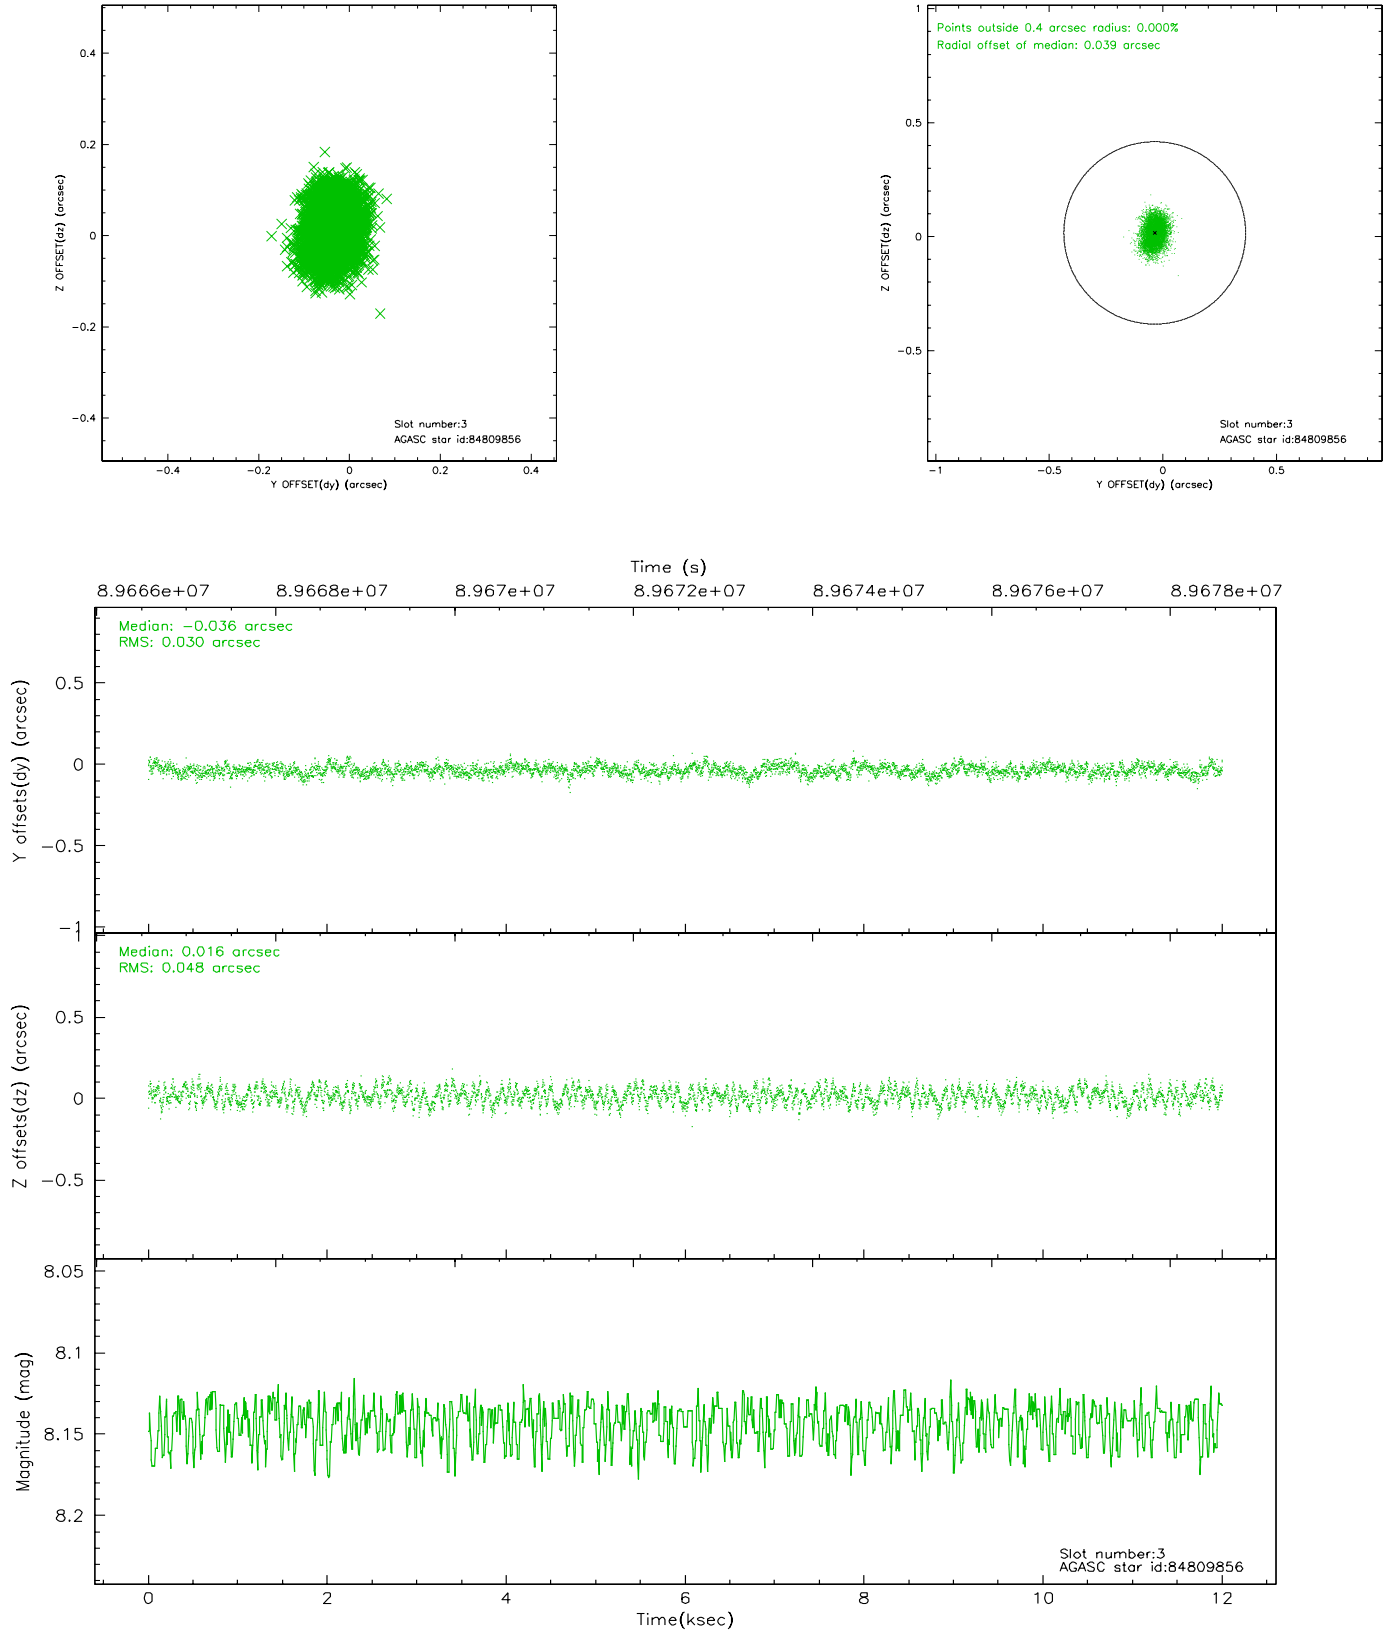 0.4
0.2
0
-0.2
-0.4
Z OFFSET(dz) (arcsec)
Slot number:3
AGASC star id:84809856
-0.4 -0.2 0 0.2 0.4
Y OFFSET(dy) (arcsec)
Points outside 0.4 arcsec radius: 0.000%
Radial offset of median: 0.039 arcsec
1
0.5
0
-0.5
Z OFFSET(dz) (arcsec)
Slot number:3
AGASC star id:84809856
-1 -0.5 0 0.5
Y OFFSET(dy) (arcsec)
Time (s)
8.9666e+07 8.9668e+07 8.967e+07 8.9672e+07 8.9674e+07 8.9676e+07 8.9678e+07
Median: -0.036 arcsec
RMS: 0.030 arcsec
0.5
0
-0.5
-1
Y offsets(dy) (arcsec)
Median: 0.016 arcsec
RMS: 0.048 arcsec
1
0.5
0
-0.5
Z offsets(dz) (arcsec)
8.05
8.1
8.15
8.2
Magnitude (mag)
Slot number:3
AGASC star id:84809856
0 2 4 6 8 10 12
Time(ksec)